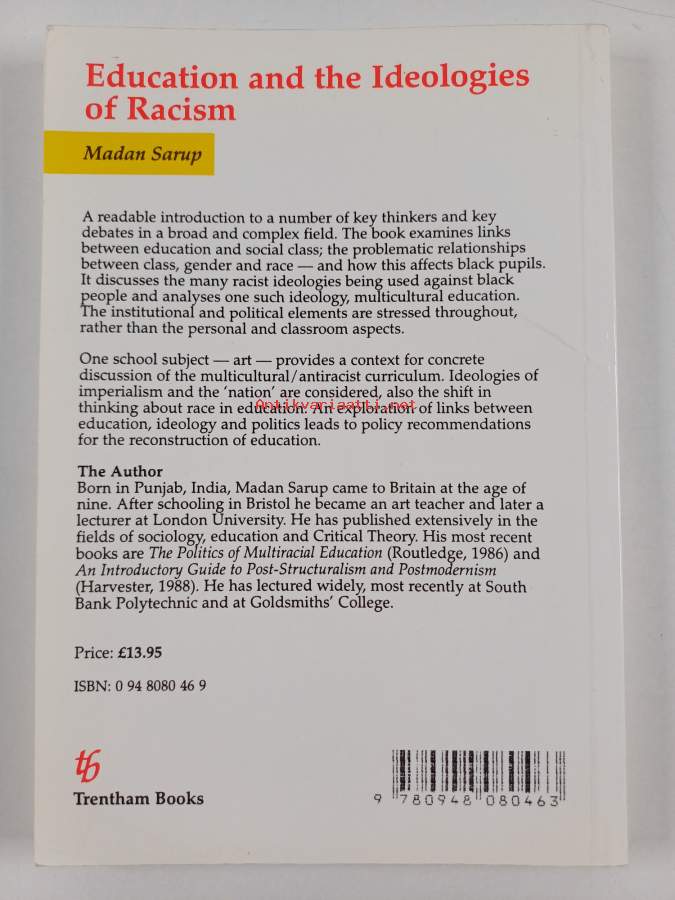 Education and the Ideologies
of Racism
Madan Sarup
A readable introduction to a number of key thinkers and key
debates in a broad and complex field. The book examines links
between education and social class; the problematic relationships
between class, gender and race — and how this affects black pupils.
It discusses the many racist ideologies being used against black
people and analyses one such ideology, multicultural education.
The institutional and political elements are stressed throughout,
rather than the personal and classroom aspects.
One school subject — art — provides a context for concrete
discussion of the multicultural/antiracist curriculum. Ideologies of
imperialism and the ‘nation’ are considered, also the shift in
thinking about race in education. An exploration of links between
Antikvariaatti.net
education, ideology and politics leads to policy recommendations
for the reconstruction of education.
The Author
Born in Punjab, India, Madan Sarup came to Britain at the age of
nine. After schooling in Bristol he became an art teacher and later a
lecturer at London University. He has published extensively in the
fields of sociology, education and Critical Theory. His most recent
books are The Politics of Multiracial Education (Routledge, 1986) and
An Introductory Guide to Post-Structuralism and Postmodernism
(Harvester, 1988). He has lectured widely, most recently at South
Bank Polytechnic and at Goldsmiths’ College.
Price: £13.95
ISBN: 0 94 8080 46 9
tb
Trentham Books
9 780948 080463